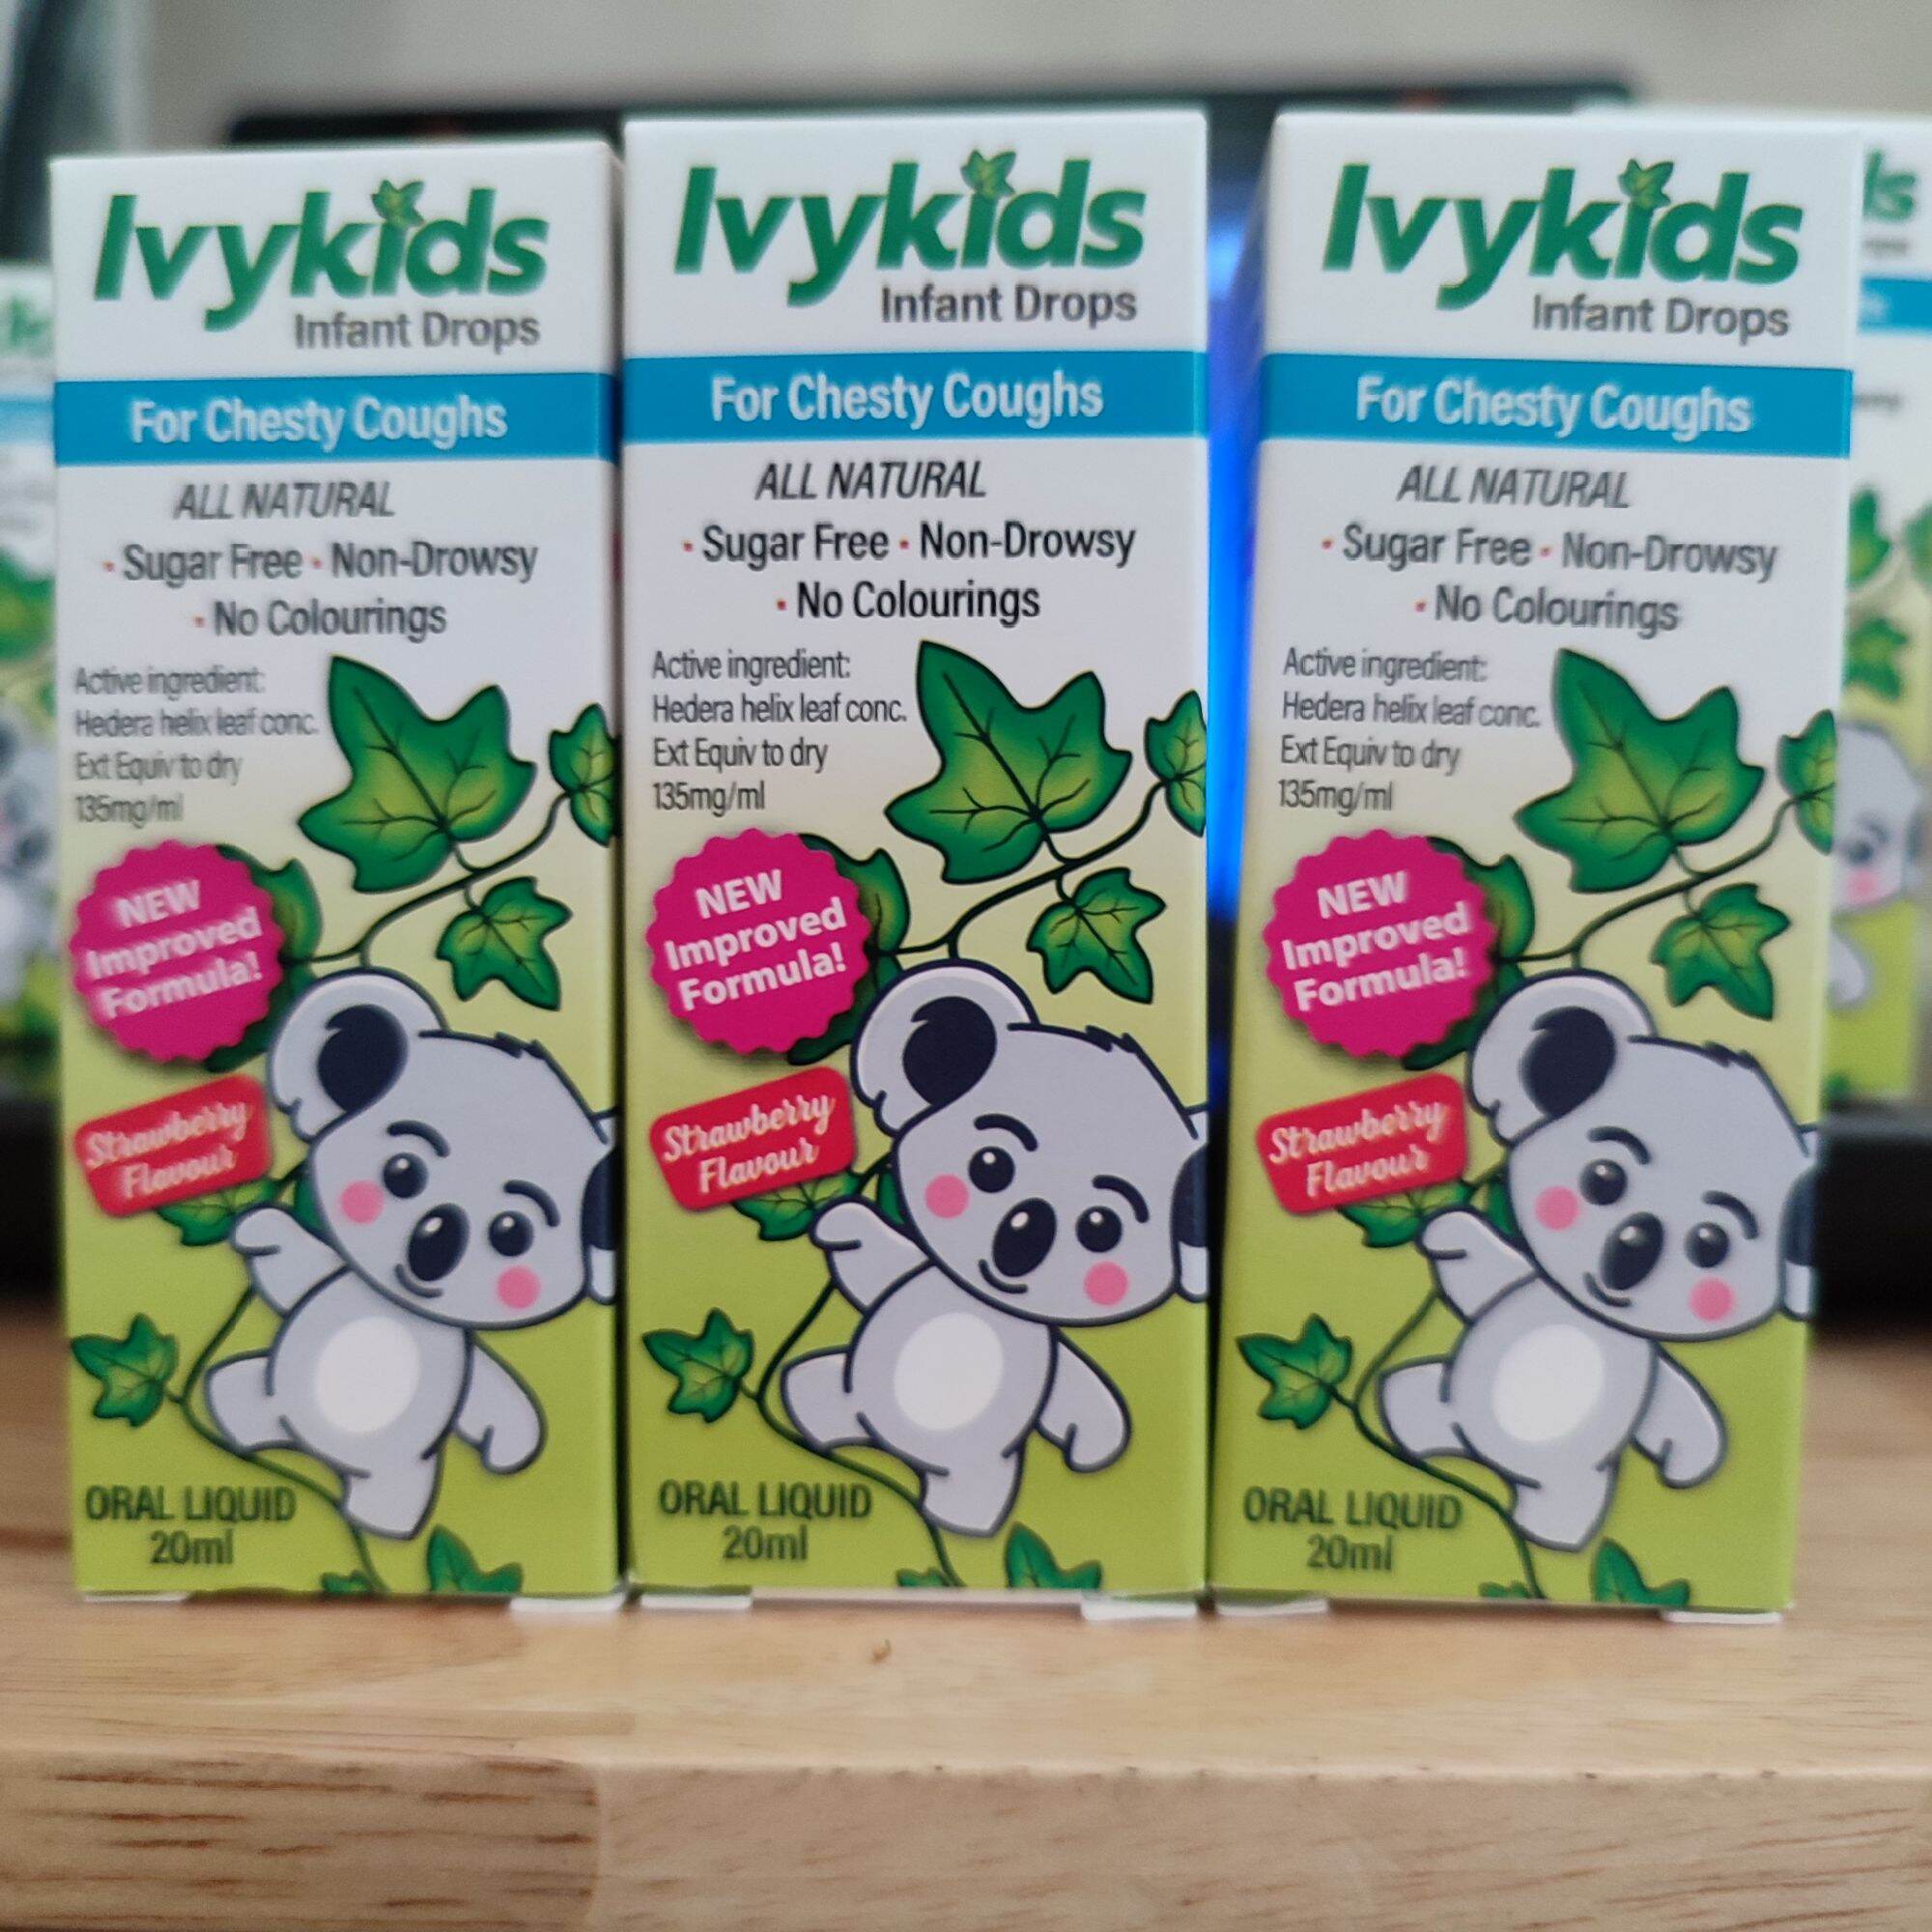 Ivykids
Infant Drops
For Chesty Coughs
ALL NATURAL
· Sugar Free · Non-Drowsy
· No Colourings
Active ingredient:
Hedera helix leaf conc.
Ext Equiv to dry
135mg/ml
NEW
Improved
Formula!
Strawberry
Flavour
ORAL LIQUID
20ml
Ivykids
Infant Drops
For Chesty Coughs
ALL NATURAL
· Sugar Free · Non-Drowsy
· No Colourings
Active ingredient:
Hedera helix leaf conc.
Ext Equiv to dry
135mg/ml
NEW
Improved
Formula!
Strawberry
Flavour
ORAL LIQUID
20ml
Ivykids
Infant Drops
For Chesty Coughs
ALL NATURAL
· Sugar Free · Non-Drowsy
· No Colourings
Active ingredient:
Hedera helix leaf conc.
Ext Equiv to dry
135mg/ml
NEW
Improved
Formula!
Strawberry
Flavour
ORAL LIQUID
20ml